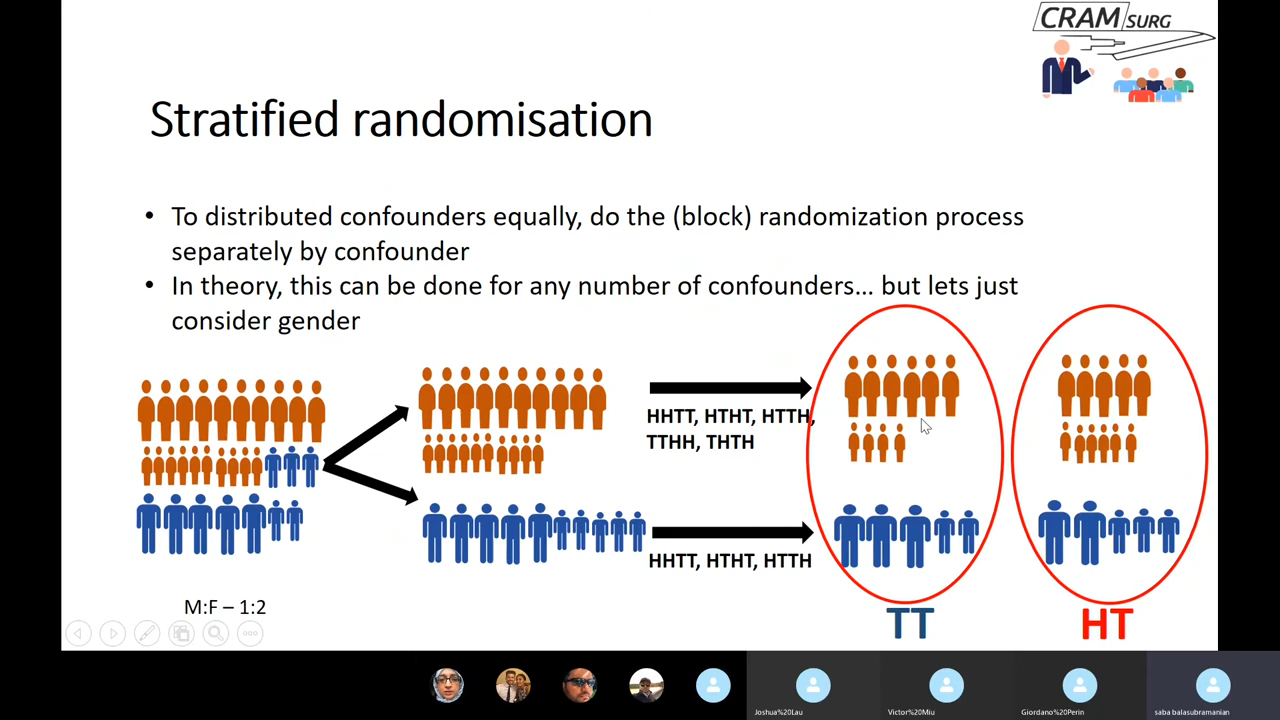 CRAM SURG
Stratified randomisation
• To distributed confounders equally, do the (block) randomization process
separately by confounder
• In theory, this can be done for any number of confounders... but lets just
consider gender
HHTT, HTHT, HTTH,
TTHH, THTH
HHTT, HTHT, HTTH
M:F – 1:2
TT
HT
Joshua%20Lau
Victor%20Miu
Giordano%20Perin
saba balasubramanian